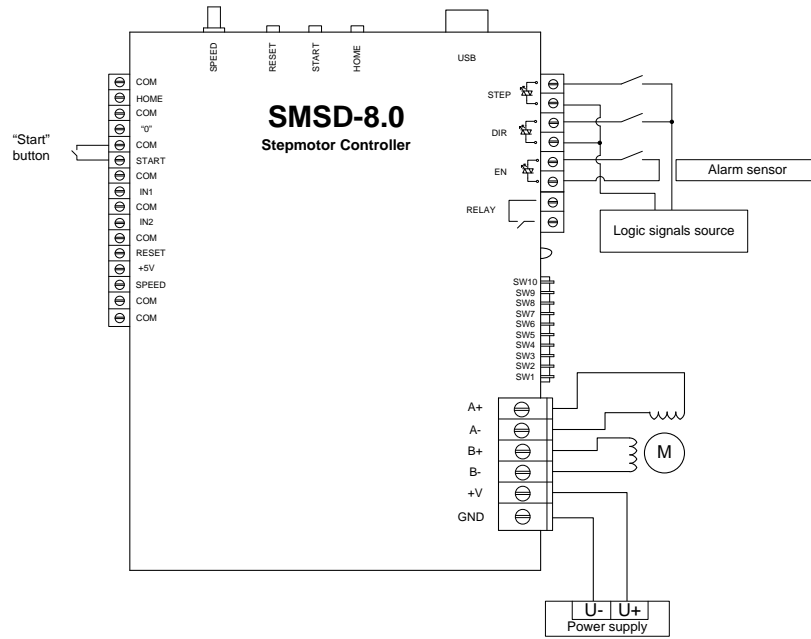 SPEED
RESET
START
HOME
USB
SMSD-8.0
Stepmotor Controller
COM
HOME
COM
"0"
COM
START
COM
IN1
COM
IN2
COM
RESET
+5V
SPEED
COM
COM
“Start”
button
STEP
DIR
EN
RELAY
Alarm sensor
Logic signals source
SW10
SW9
SW8
SW7
SW6
SW5
SW4
SW3
SW2
SW1
A+
A-
B+
B-
+V
GND
M
U- U+
Power supply